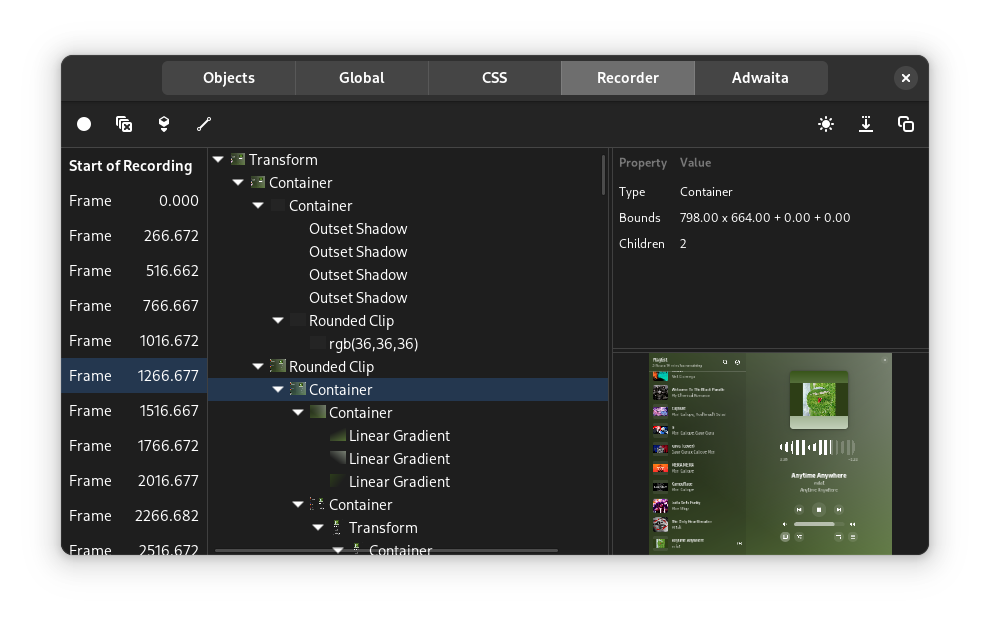 Objects
Global
CSS
Recorder
Adwaita
Start of Recording
Frame 0.000
Frame 266.672
Frame 516.662
Frame 766.667
Frame 1016.672
Frame 1266.677
Frame 1516.667
Frame 1766.672
Frame 2016.677
Frame 2266.682
Frame 2516.672
Transform
Container
Container
Outset Shadow
Outset Shadow
Outset Shadow
Outset Shadow
Rounded Clip
rgb(36,36,36)
Rounded Clip
Container
Container
Linear Gradient
Linear Gradient
Linear Gradient
Container
Transform
Container
Property Value
Type Container
Bounds 798.00 x 664.00 + 0.00 + 0.00
Children 2
Playlist
Welcome To The Black Parade
My Chemical Romance
Camouflage
Anytime Anywhere
Anytime Anywhere
milet
Anytime Anywhere